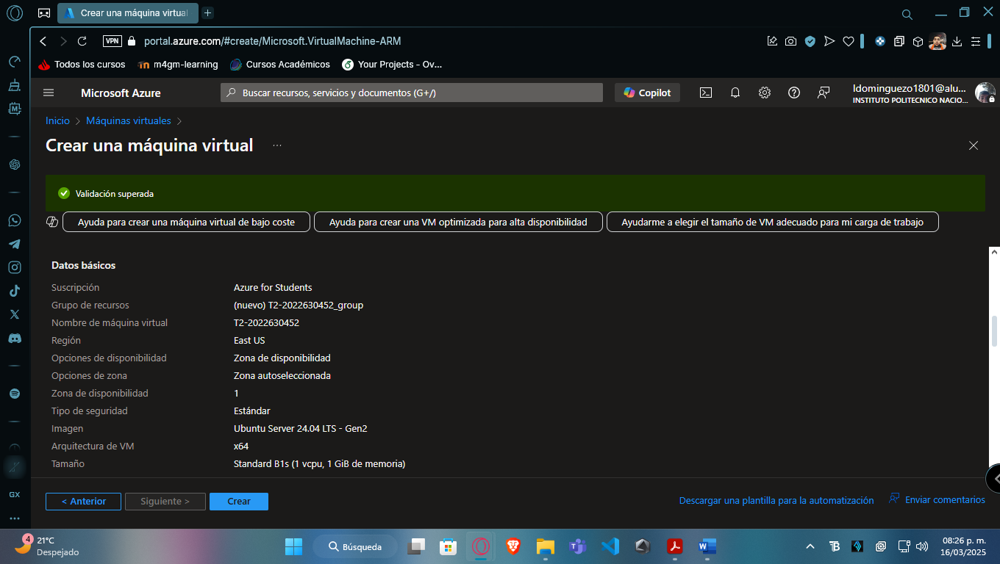 Crear una máquina virtual
VPN
portal.azure.com/#create/Microsoft.VirtualMachine-ARM
Todos los cursos
m4gm-learning
Cursos Académicos
Your Projects - Ov...
Microsoft Azure
Buscar recursos, servicios y documentos (G+/)
Copilot
ldominguezo1801@alu...
INSTITUTO POLITECNICO NACIO...
Inicio > Máquinas virtuales >
Crear una máquina virtual ...
Validación superada
Ayuda para crear una máquina virtual de bajo coste
Ayuda para crear una VM optimizada para alta disponibilidad
Ayudarme a elegir el tamaño de VM adecuado para mi carga de trabajo
Datos básicos
Suscripción Azure for Students
Grupo de recursos (nuevo) T2-2022630452_group
Nombre de máquina virtual T2-2022630452
Región East US
Opciones de disponibilidad Zona de disponibilidad
Opciones de zona Zona autoseleccionada
Zona de disponibilidad 1
Tipo de seguridad Estándar
Imagen Ubuntu Server 24.04 LTS - Gen2
Arquitectura de VM x64
Tamaño Standard B1s (1 vcpu, 1 GiB de memoria)
GX
< Anterior
Siguiente >
Crear
Descargar una plantilla para la automatización
Enviar comentarios
4
21°C
Despejado
Búsqueda
08:26 p. m.
16/03/2025